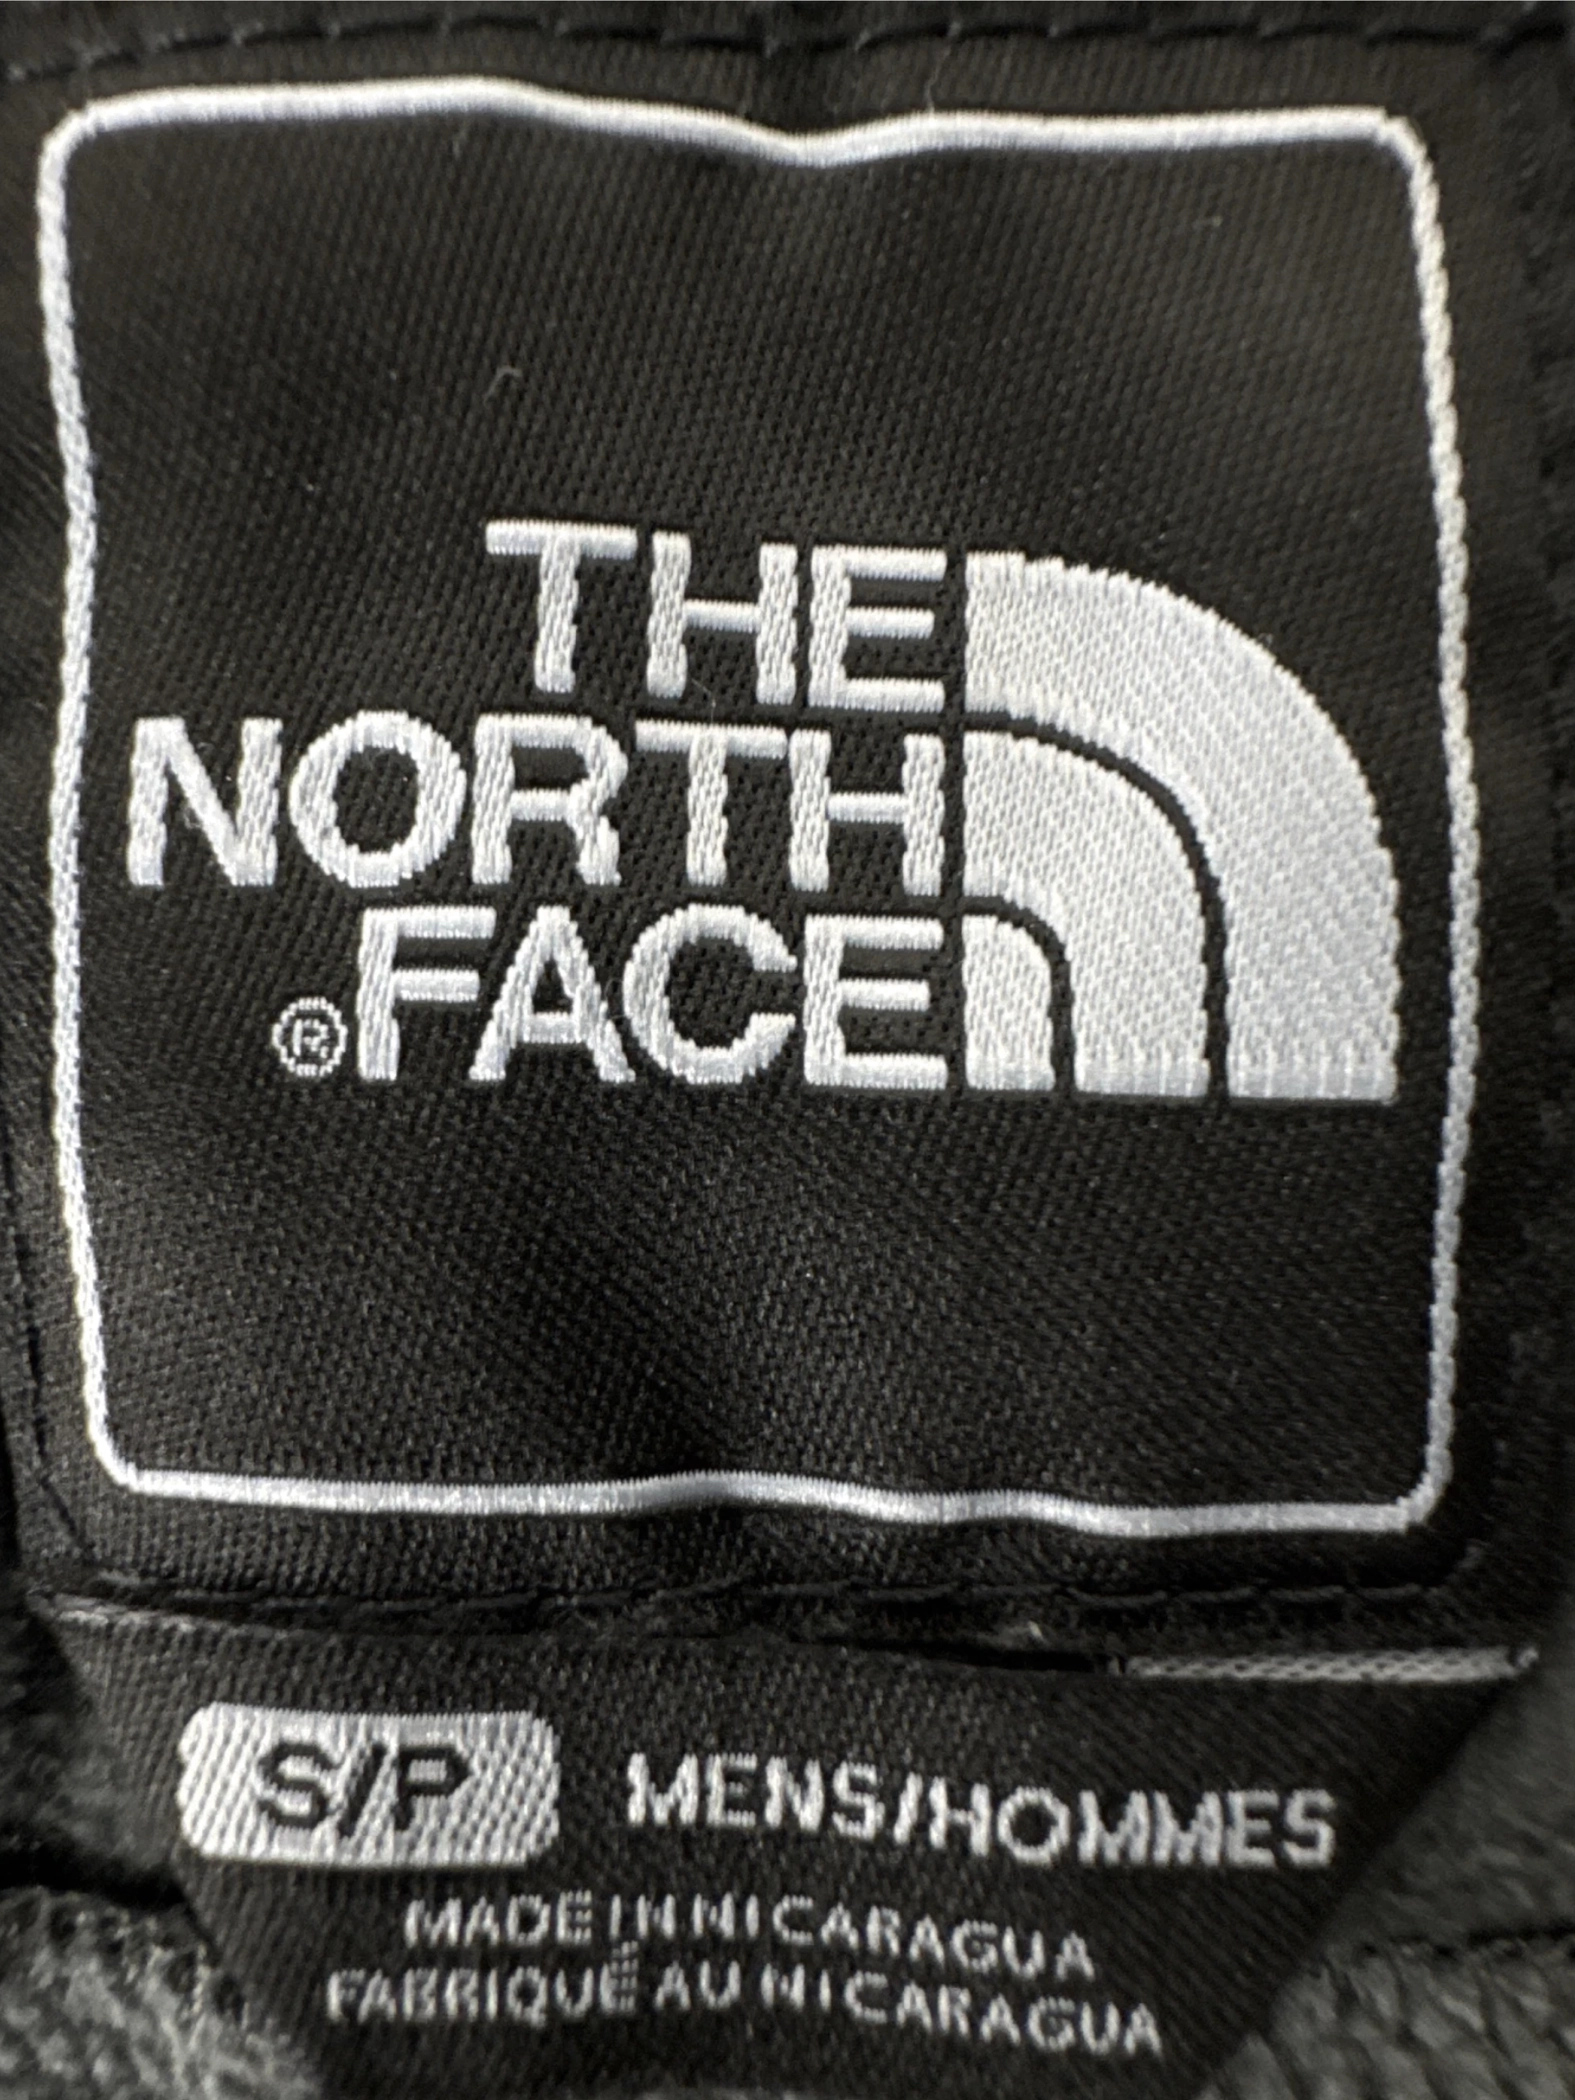 THE
NORTH
®FACE
S/P MENS/HOMMES
MADE IN NICARAGUA
FABRIQUÉ AU NICARAGUA